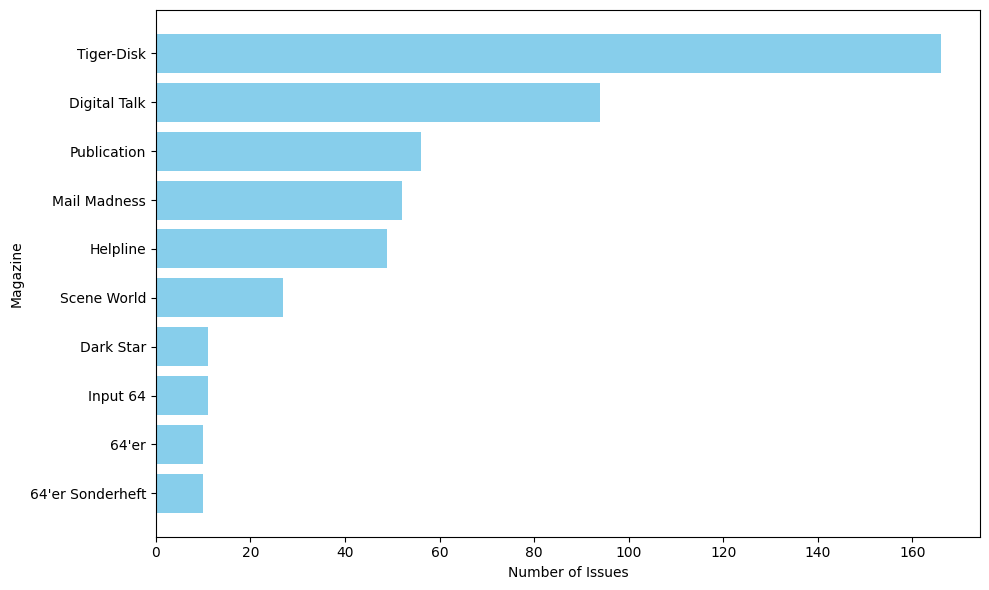 Tiger-Disk
Digital Talk
Publication
Mail Madness
Helpline
Scene World
Dark Star
Input 64
64'er
64'er Sonderheft
Magazine
0 20 40 60 80 100 120 140 160
Number of Issues